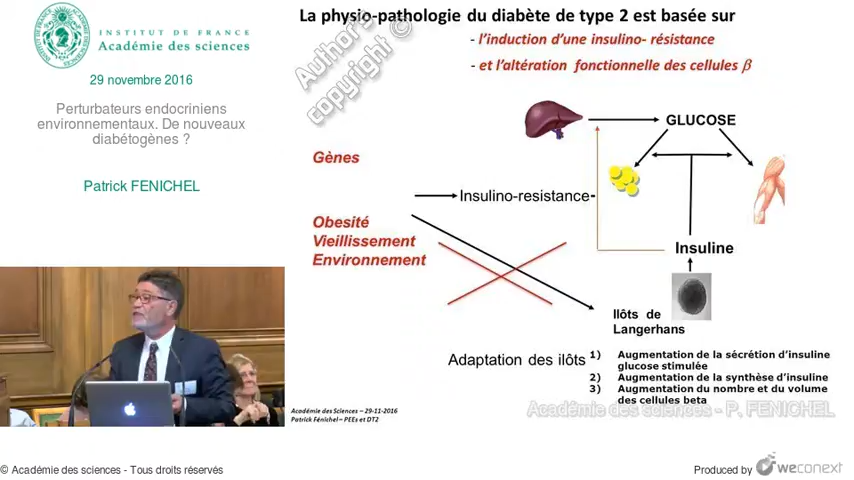 INSTITUT DE FRANCE
Académie des sciences
29 novembre 2016
Perturbateurs endocriniens
environnementaux. De nouveaux
diabétogènes ?
Patrick FENICHEL
La physio-pathologie du diabète de type 2 est basée sur
- l’induction d’une insulino- résistance
- et l’altération fonctionnelle des cellules β
Author's
copyright ©
GLUCOSE
Gènes
Insulino-resistance-
Obesité
Vieillissement
Environnement
Insuline
Ilôts de
Langerhans
Adaptation des ilôts
1) Augmentation de la sécrétion d’insuline
glucose stimulée
2) Augmentation de la synthèse d’insuline
3) Augmentation du nombre et du volume
des cellules beta
Académie des Sciences – 29-11-2016
Patrick Fénichel – PEEs et DT2
Académie des sciences - P. FENICHEL
© Académie des sciences - Tous droits réservés
Produced by weconext